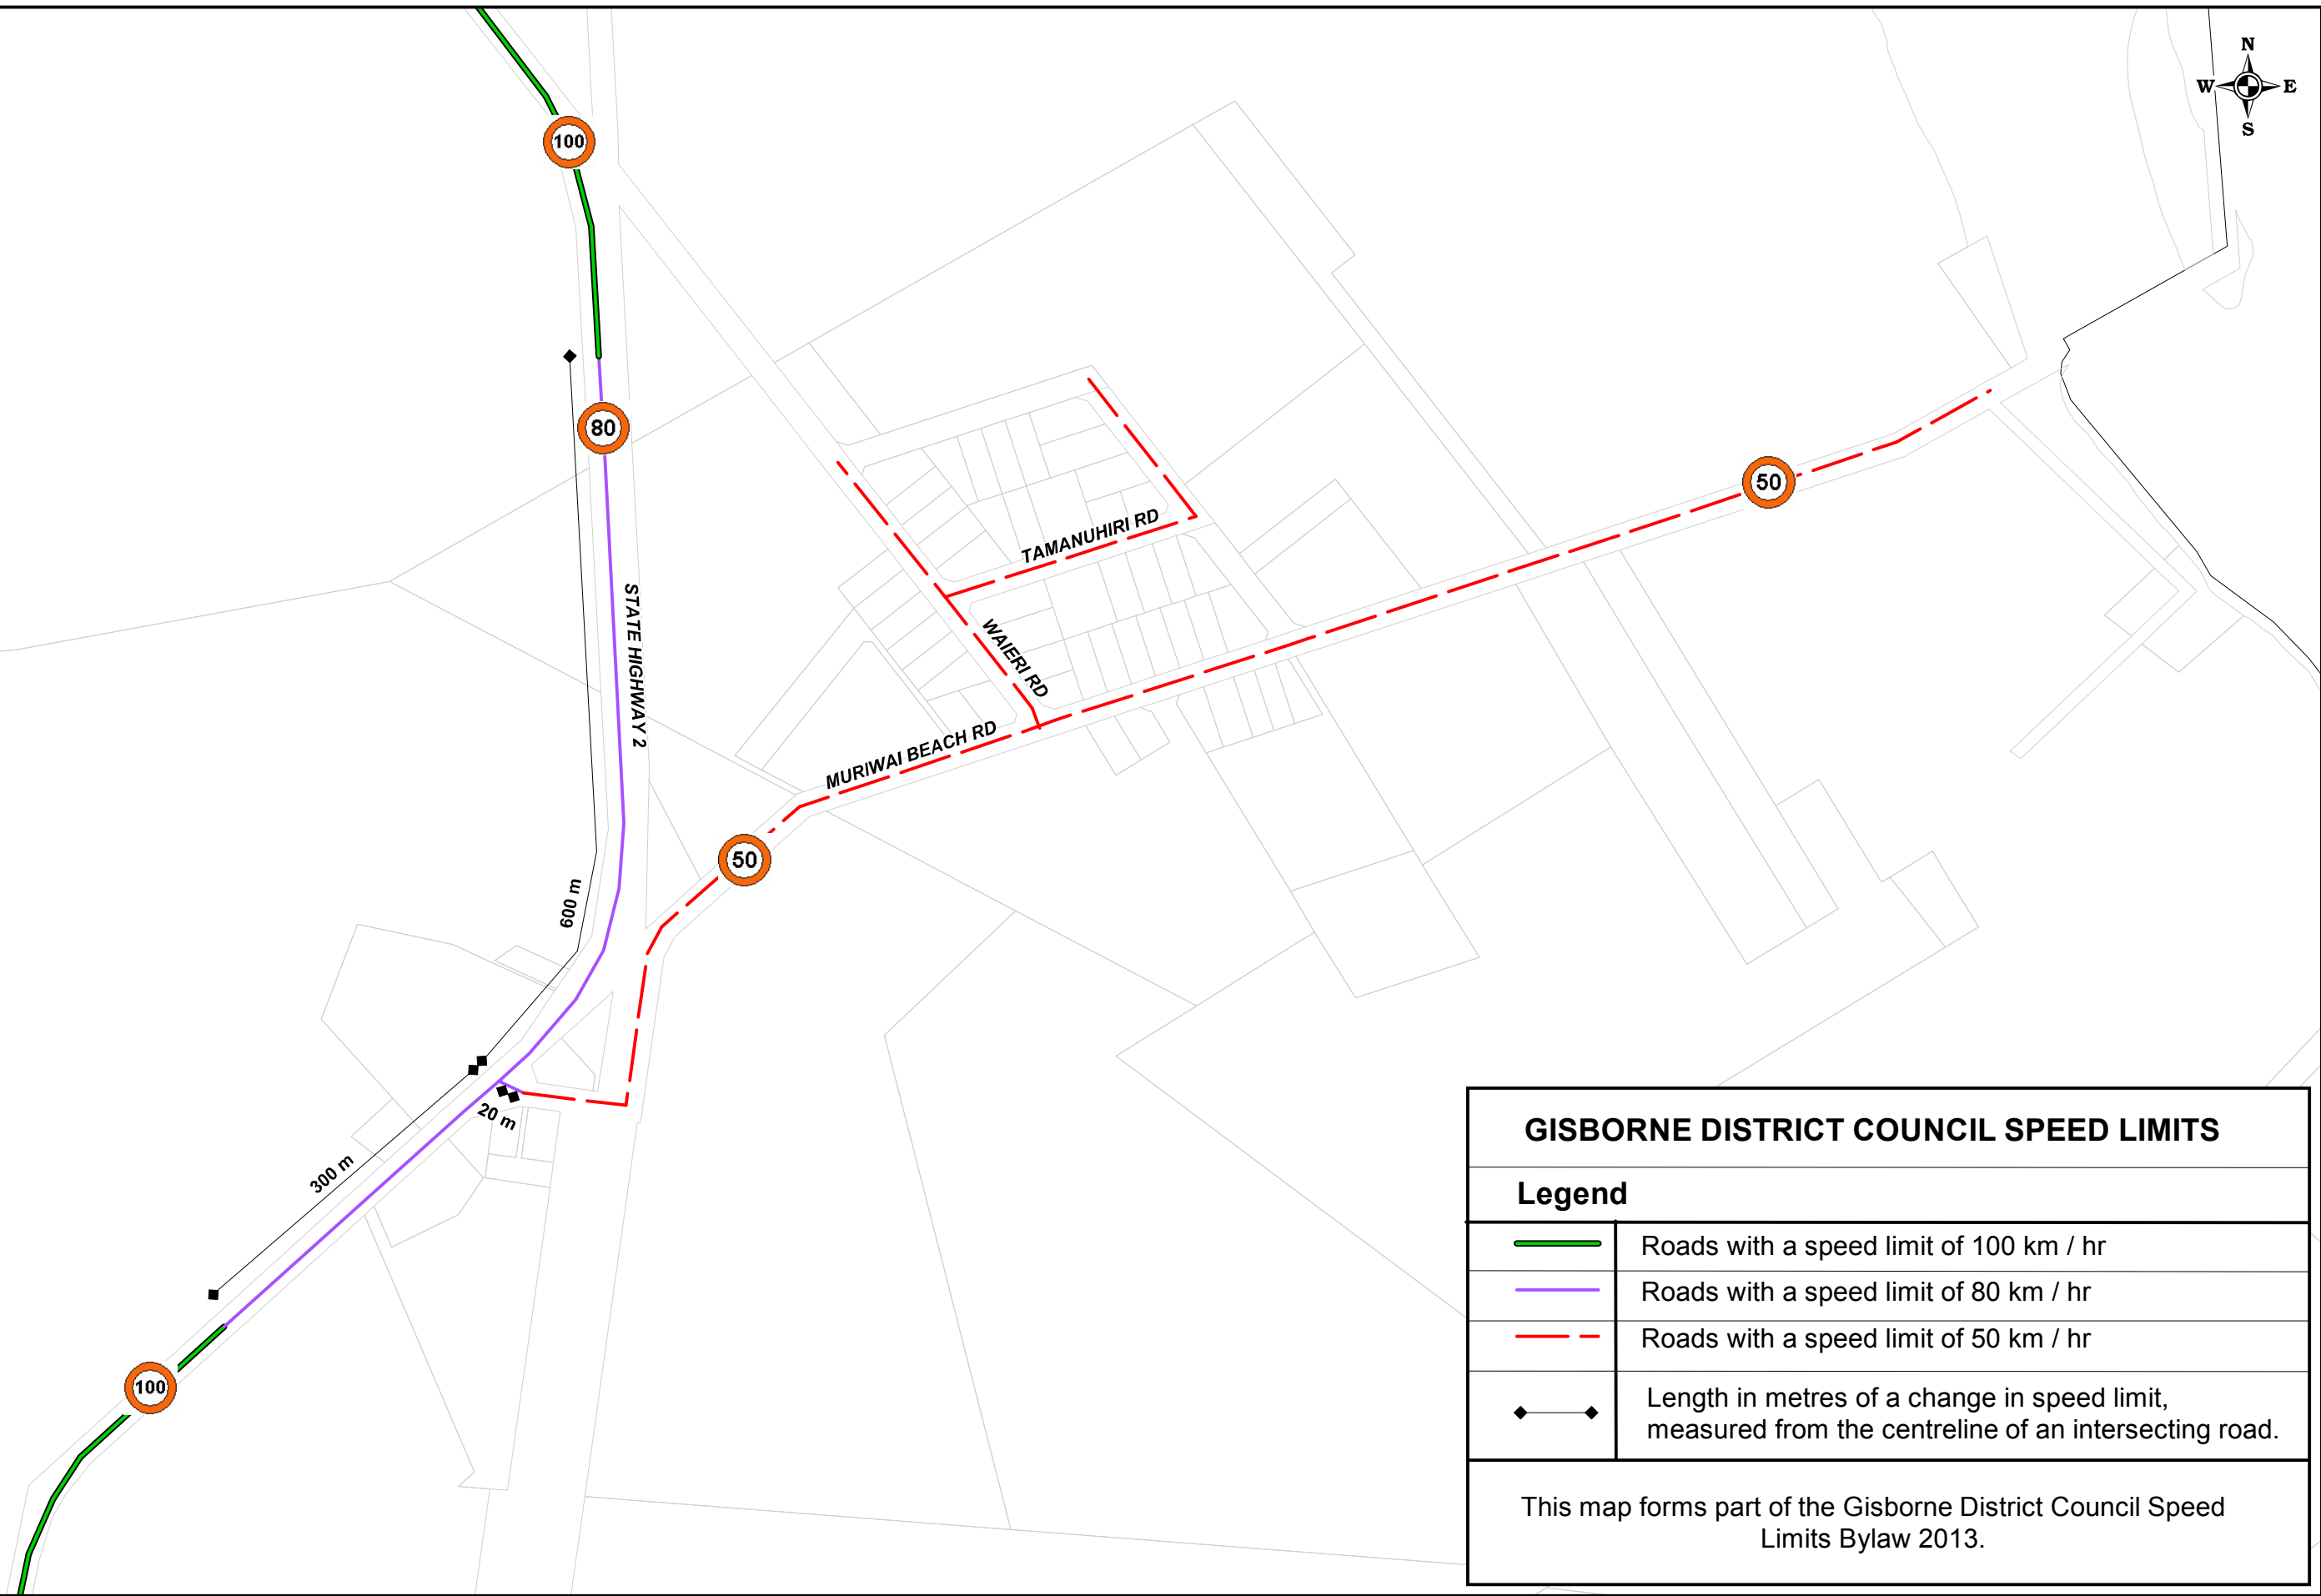 N
W E
S
100
80
50
TAMANUHIRI RD
STATE HIGHWAY 2
WAIERI RD
MURIWAI BEACH RD
50
600 m
20 m
300 m
100
GISBORNE DISTRICT COUNCIL SPEED LIMITS
Legend
Roads with a speed limit of 100 km / hr
Roads with a speed limit of 80 km / hr
Roads with a speed limit of 50 km / hr
Length in metres of a change in speed limit,
measured from the centreline of an intersecting road.
This map forms part of the Gisborne District Council Speed
Limits Bylaw 2013.